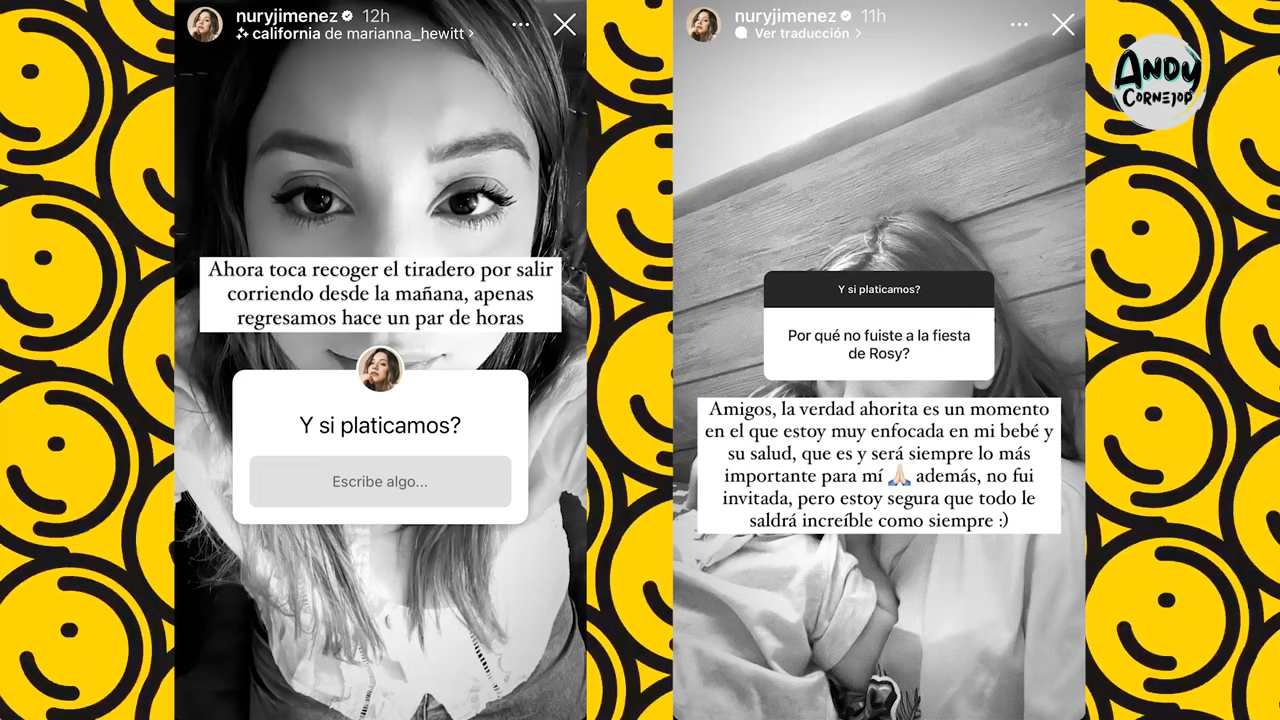 nuryjimenez 12h
california de marianna_hewitt >
Ahora toca recoger el tiradero por salir
corriendo desde la mañana, apenas
regresamos hace un par de horas
Y si platicamos?
Escribe algo...
nuryjimenez 11h
Ver traducción >
Y si platicamos?
Por qué no fuiste a la fiesta
de Rosy?
Amigos, la verdad ahorita es un momento
en el que estoy muy enfocada en mi bebé y
su salud, que es y será siempre lo más
importante para mí 🙏🏻 además, no fui
invitada, pero estoy segura que todo le
saldrá increíble como siempre :)
ANDY
CORNEJOP